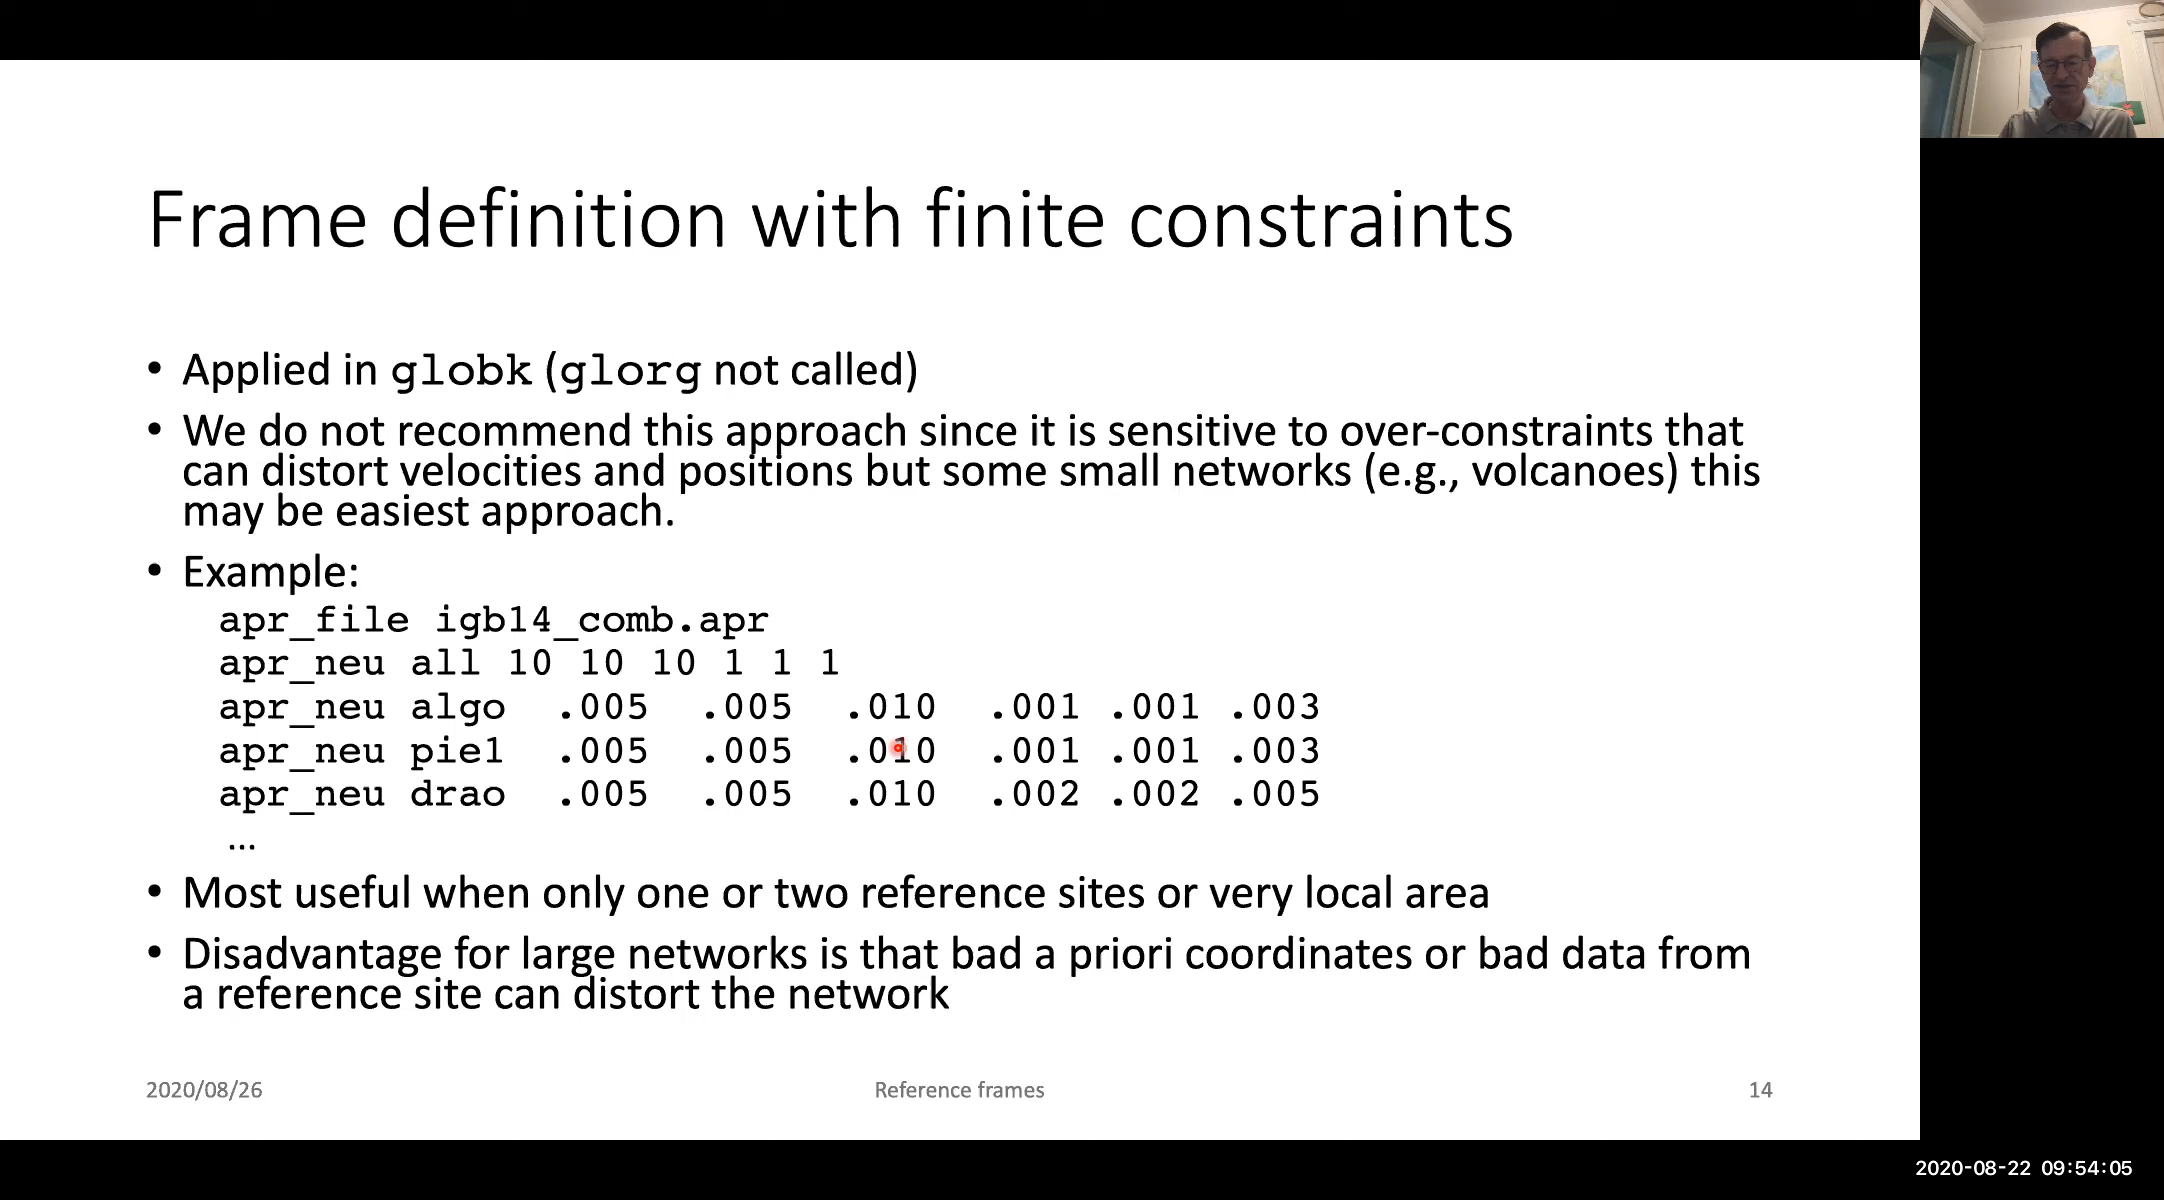 Frame definition with finite constraints
• Applied in globk (glorg not called)
• We do not recommend this approach since it is sensitive to over-constraints that
can distort velocities and positions but some small networks (e.g., volcanoes) this
may be easiest approach.
• Example:
apr_file igb14_comb.apr
apr_neu all 10 10 10 1 1 1
apr_neu algo .005 .005 .010 .001 .001 .003
apr_neu pie1 .005 .005 .010 .001 .001 .003
apr_neu drao .005 .005 .010 .002 .002 .005
...
• Most useful when only one or two reference sites or very local area
• Disadvantage for large networks is that bad a priori coordinates or bad data from
a reference site can distort the network
2020/08/26 Reference frames 14
2020-08-22 09:54:05